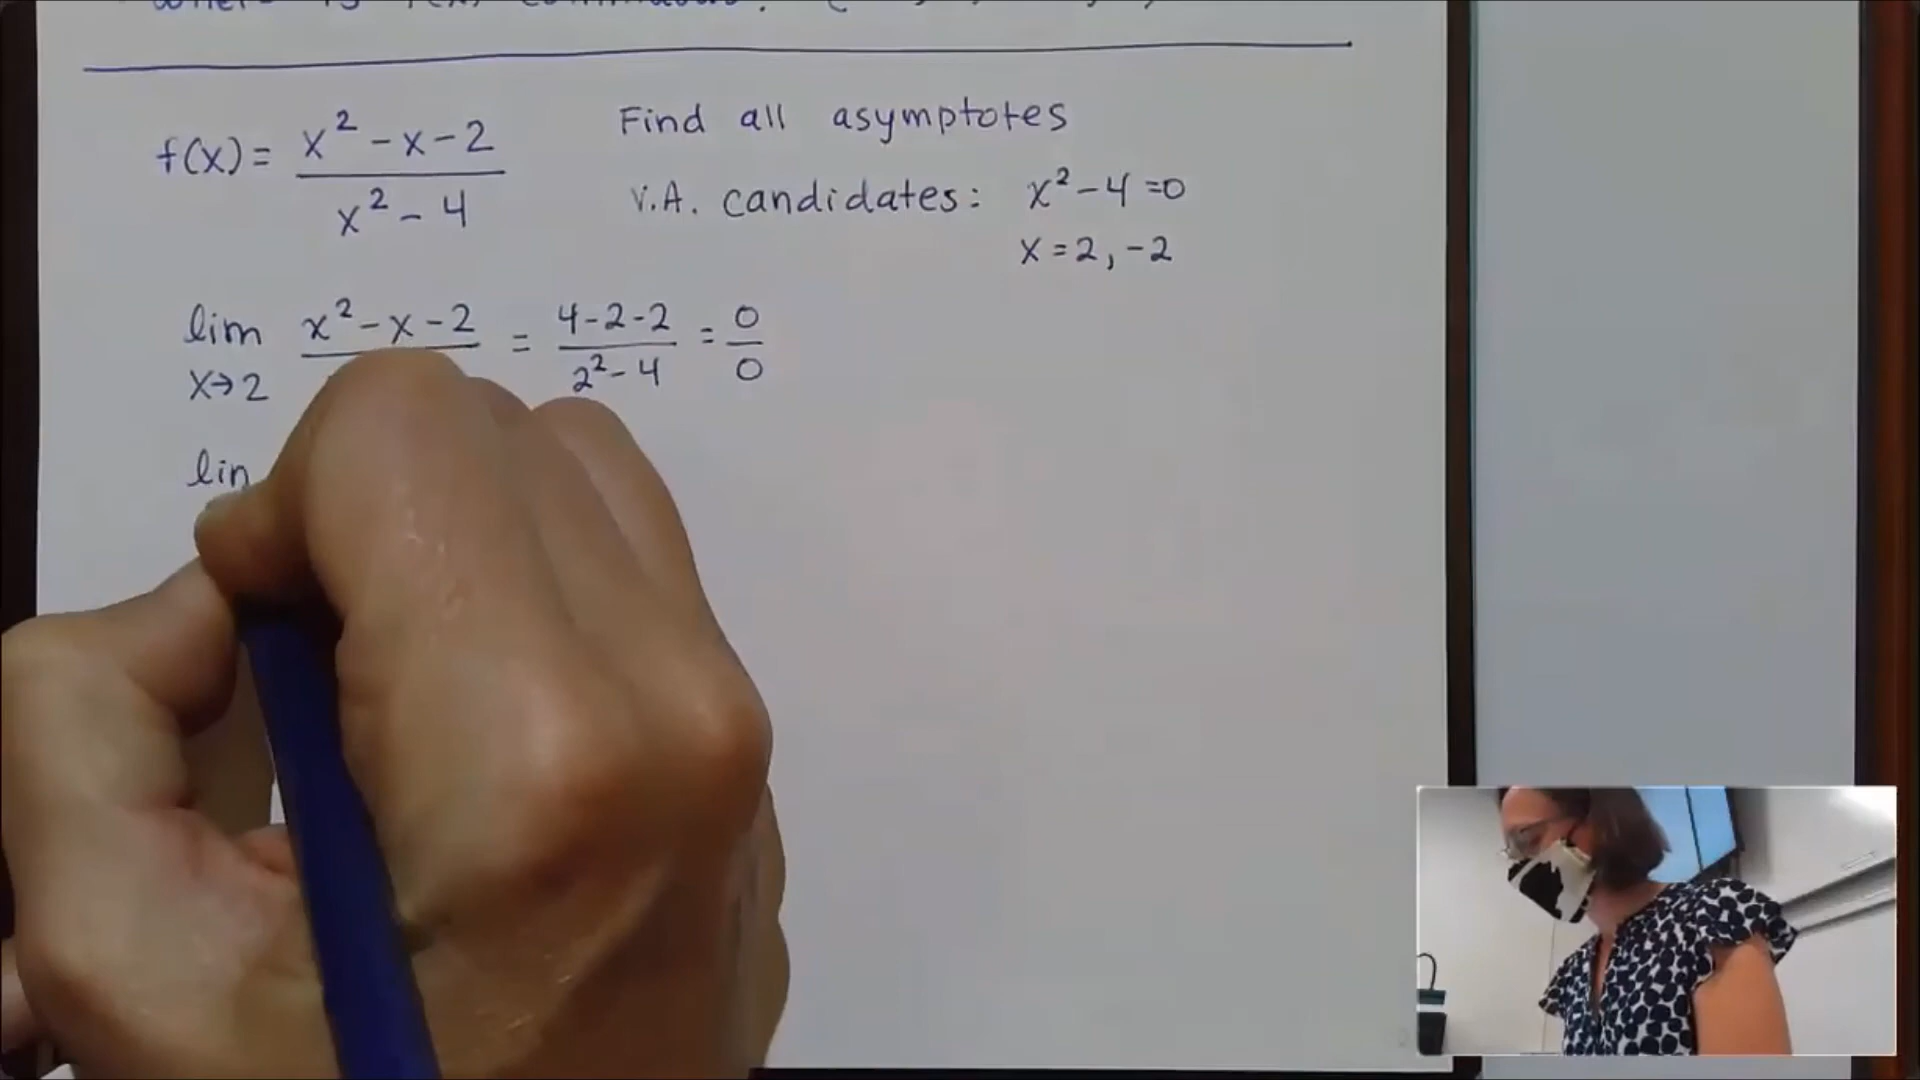 f(x) = x² - x - 2 / x² - 4
Find all asymptotes
V.A. candidates: x² - 4 = 0
x = 2, -2
lim x→2 x² - x - 2 / = 4-2-2 / 2² - 4 = 0/0